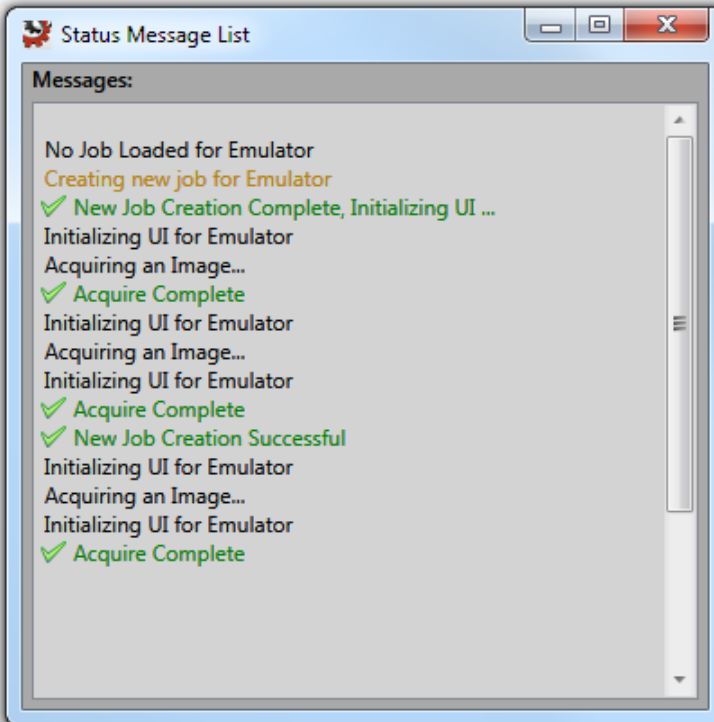 Status Message List
Messages:
No Job Loaded for Emulator
Creating new job for Emulator
New Job Creation Complete, Initializing UI ...
Initializing UI for Emulator
Acquiring an Image...
Acquire Complete
Initializing UI for Emulator
Acquiring an Image...
Initializing UI for Emulator
Acquire Complete
New Job Creation Successful
Initializing UI for Emulator
Acquiring an Image...
Initializing UI for Emulator
Acquire Complete